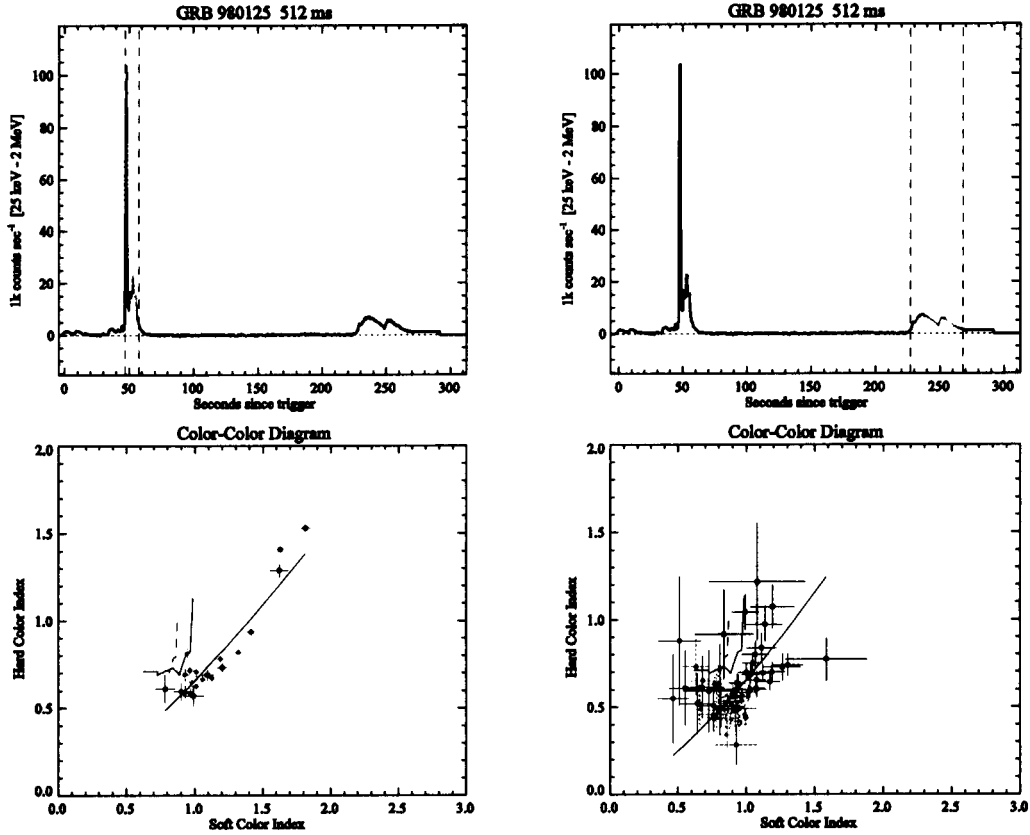 GRB 980125 512 ms
1k counts sec⁻¹ [25 keV - 2 MeV]
100
80
60
40
20
0
0 50 100 150 200 250 300
Seconds since trigger
GRB 980125 512 ms
1k counts sec⁻¹ [25 keV - 2 MeV]
100
80
60
40
20
0
0 50 100 150 200 250 300
Seconds since trigger
Color-Color Diagram
Hard Color Index
2.0
1.5
1.0
0.5
0.0
0.0 0.5 1.0 1.5 2.0 2.5 3.0
Soft Color Index
Color-Color Diagram
Hard Color Index
2.0
1.5
1.0
0.5
0.0
0.0 0.5 1.0 1.5 2.0 2.5 3.0
Soft Color Index